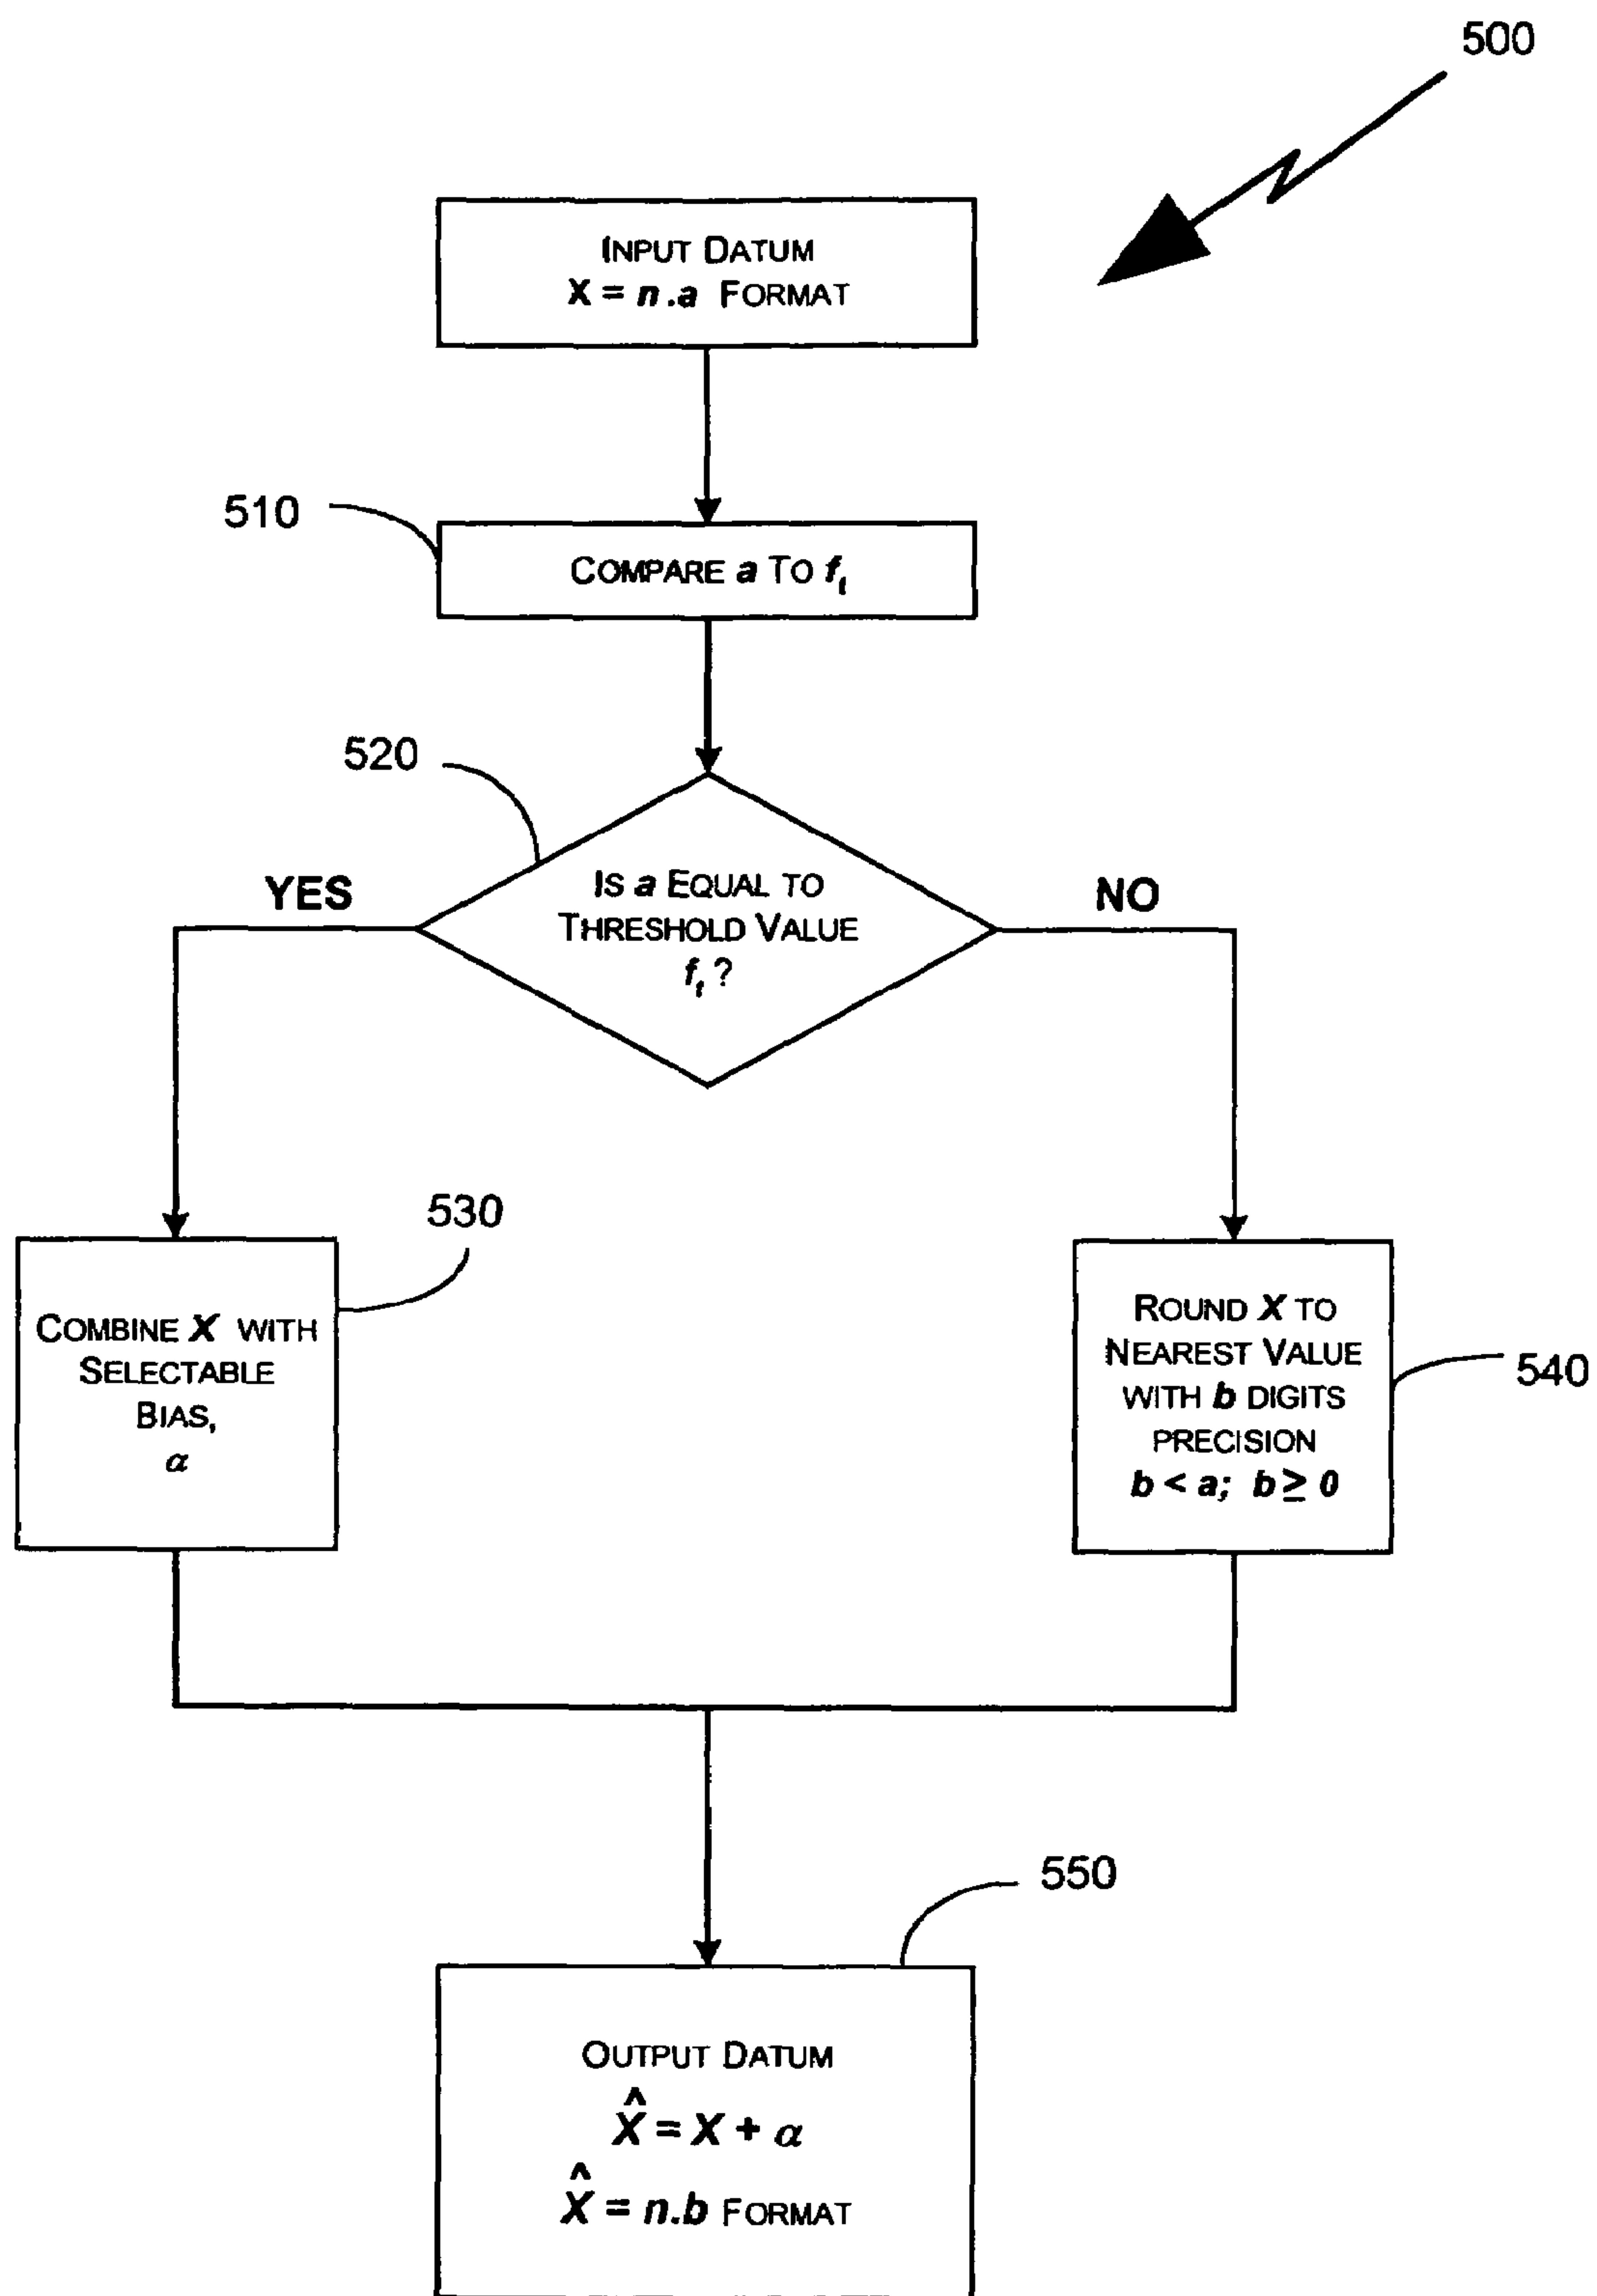 500
INPUT DATUM
X = n.a FORMAT
510
COMPARE a TO fₜ
520
YES
NO
IS a EQUAL TO
THRESHOLD VALUE
fₜ ?
530
COMBINE X WITH
SELECTABLE
BIAS,
α
ROUND X TO
NEAREST VALUE
WITH b DIGITS
PRECISION
b < a; b ≥ 0
540
550
OUTPUT DATUM
X̂ = X + α
X̂ = n.b FORMAT